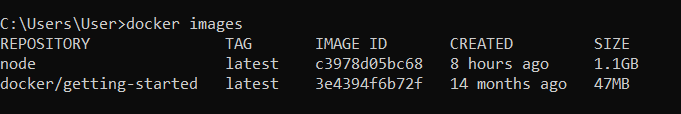 C:\Users\User>docker images
REPOSITORY TAG IMAGE ID CREATED SIZE
node latest c3978d05bc68 8 hours ago 1.1GB
docker/getting-started latest 3e4394f6b72f 14 months ago 47MB